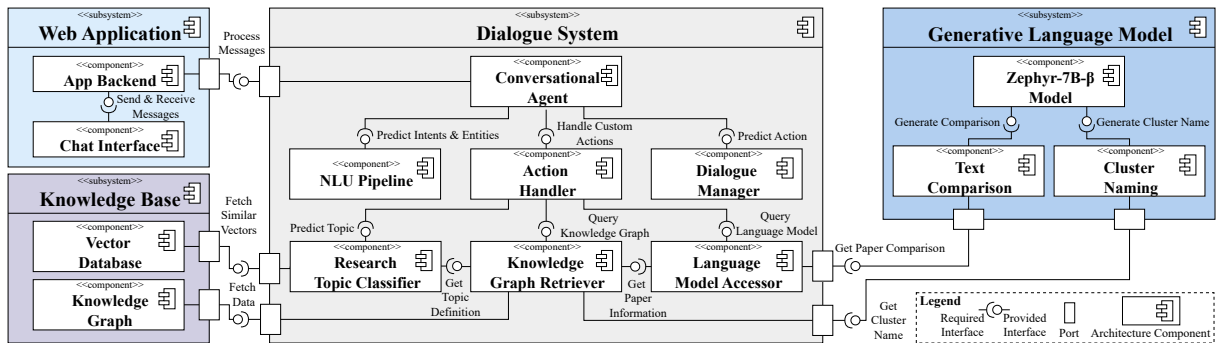 <<subsystem>>
Web Application
<<component>>
App Backend
Send & Receive
Messages
<<component>>
Chat Interface
<<subsystem>>
Knowledge Base
<<component>>
Vector
Database
<<component>>
Knowledge
Graph
Process
Messages
Fetch
Similar
Vectors
Fetch
Data
<<subsystem>>
Dialogue System
<<component>>
Conversational
Agent
Predict Intents & Entities
Handle Custom
Actions
Predict Action
<<component>>
NLU Pipeline
<<component>>
Action
Handler
<<component>>
Dialogue
Manager
Predict Topic
Query
Knowledge Graph
Query
Language Model
<<component>>
Research
Topic Classifier
<<component>>
Knowledge
Graph Retriever
<<component>>
Language
Model Accessor
Get
Topic
Definition
Get
Paper
Information
<<subsystem>>
Generative Language Model
<<component>>
Zephyr-7B-β
Model
Generate Comparison
Generate Cluster Name
<<component>>
Text
Comparison
<<component>>
Cluster
Naming
Get Paper Comparison
Get
Cluster
Name
Legend
Required
Interface
Provided
Interface
Port
Architecture Component